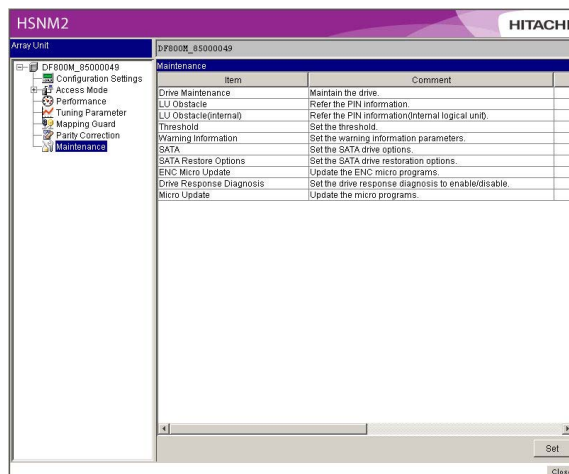 HSNM2
HITACHI
Array Unit
DF800M_85000049
DF800M_85000049
Configuration Settings
Access Mode
Performance
Tuning Parameter
Mapping Guard
Parity Correction
Maintenance
Maintenance
Item Comment
Drive Maintenance Maintain the drive.
LU Obstacle Refer the PIN information.
LU Obstacle(internal) Refer the PIN information(Internal logical unit).
Threshold Set the threshold.
Warning Information Set the warning information parameters.
SATA Set the SATA drive options.
SATA Restore Options Set the SATA drive restoration options.
ENC Micro Update Update the ENC micro programs.
Drive Response Diagnosis Set the drive response diagnosis to enable/disable.
Micro Update Update the micro programs.
Set
Close